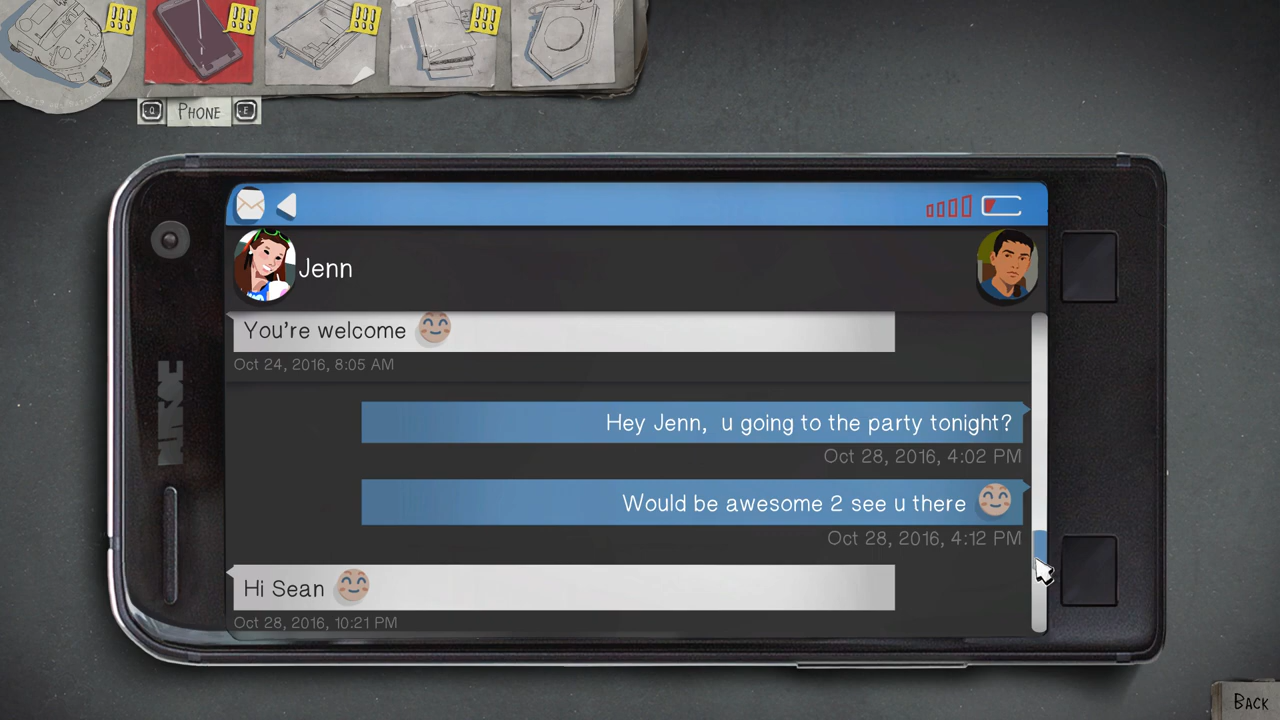 Q PHONE E
Jenn
You're welcome
Oct 24, 2016, 8:05 AM
Hey Jenn, u going to the party tonight?
Oct 28, 2016, 4:02 PM
Would be awesome 2 see u there
Oct 28, 2016, 4:12 PM
Hi Sean
Oct 28, 2016, 10:21 PM
BACK